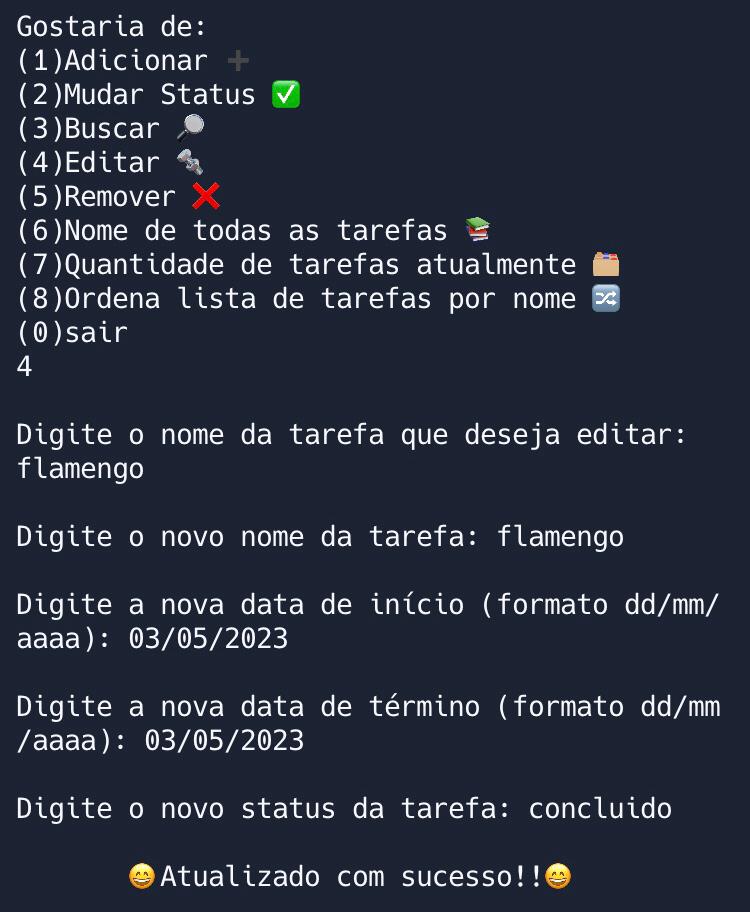 Gostaria de:
(1)Adicionar ➕
(2)Mudar Status ✅
(3)Buscar 🔎
(4)Editar 🔩
(5)Remover ❌
(6)Nome de todas as tarefas 📚
(7)Quantidade de tarefas atualmente 🗂️
(8)Ordena lista de tarefas por nome 🔀
(0)sair
4
Digite o nome da tarefa que deseja editar:
flamengo
Digite o novo nome da tarefa: flamengo
Digite a nova data de início (formato dd/mm/
aaaa): 03/05/2023
Digite a nova data de término (formato dd/mm
/aaaa): 03/05/2023
Digite o novo status da tarefa: concluido
😄Atualizado com sucesso!!😄